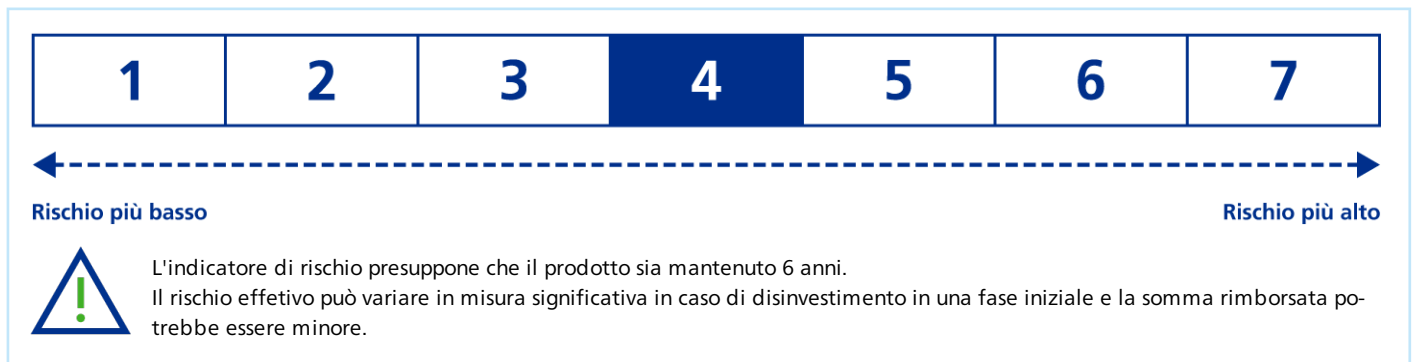 1 2 3 4 5 6 7
Rischio più basso Rischio più alto
L'indicatore di rischio presuppone che il prodotto sia mantenuto 6 anni.
Il rischio effetivo può variare in misura significativa in caso di disinvestimento in una fase iniziale e la somma rimborsata po-
trebbe essere minore.